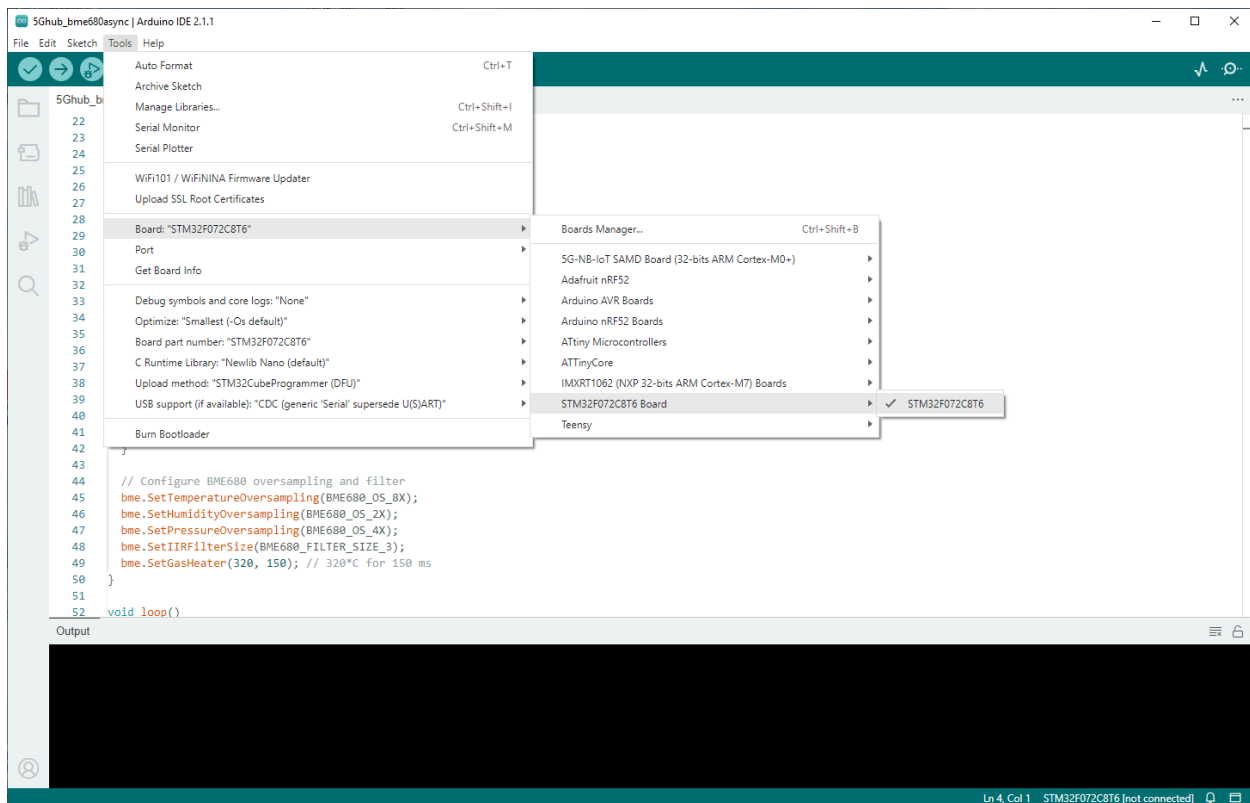 5Ghub_bme680async | Arduino IDE 2.1.1
File Edit Sketch Tools Help
5Ghub_b
Auto Format Ctrl+T
Archive Sketch
Manage Libraries... Ctrl+Shift+I
Serial Monitor Ctrl+Shift+M
Serial Plotter
WiFi101 / WiFiNINA Firmware Updater
Upload SSL Root Certificates
Board: "STM32F072C8T6"
Port
Get Board Info
Debug symbols and core logs: "None"
Optimize: "Smallest (-Os default)"
Board part number: "STM32F072C8T6"
C Runtime Library: "Newlib Nano (default)"
Upload method: "STM32CubeProgrammer (DFU)"
USB support (if available): "CDC (generic 'Serial' supersede U(S)ART)"
Burn Bootloader
Boards Manager... Ctrl+Shift+B
5G-NB-IoT SAMD Board (32-bits ARM Cortex-M0+)
Adafruit nRF52
Arduino AVR Boards
Arduino nRF52 Boards
ATtiny Microcontrollers
ATTinyCore
IMXRT1062 (NXP 32-bits ARM Cortex-M7) Boards
STM32F072C8T6 Board
Teensy
STM32F072C8T6
22
23
24
25
26
27
28
29
30
31
32
33
34
35
36
37
38
39
40
41
42 }
43
44 // Configure BME680 oversampling and filter
45 bme.SetTemperatureOversampling(BME680_OS_8X);
46 bme.SetHumidityOversampling(BME680_OS_2X);
47 bme.SetPressureOversampling(BME680_OS_4X);
48 bme.SetIIRFilterSize(BME680_FILTER_SIZE_3);
49 bme.SetGasHeater(320, 150); // 320*C for 150 ms
50 }
51
52 void loop()
Output
Ln 4, Col 1 STM32F072C8T6 [not connected]